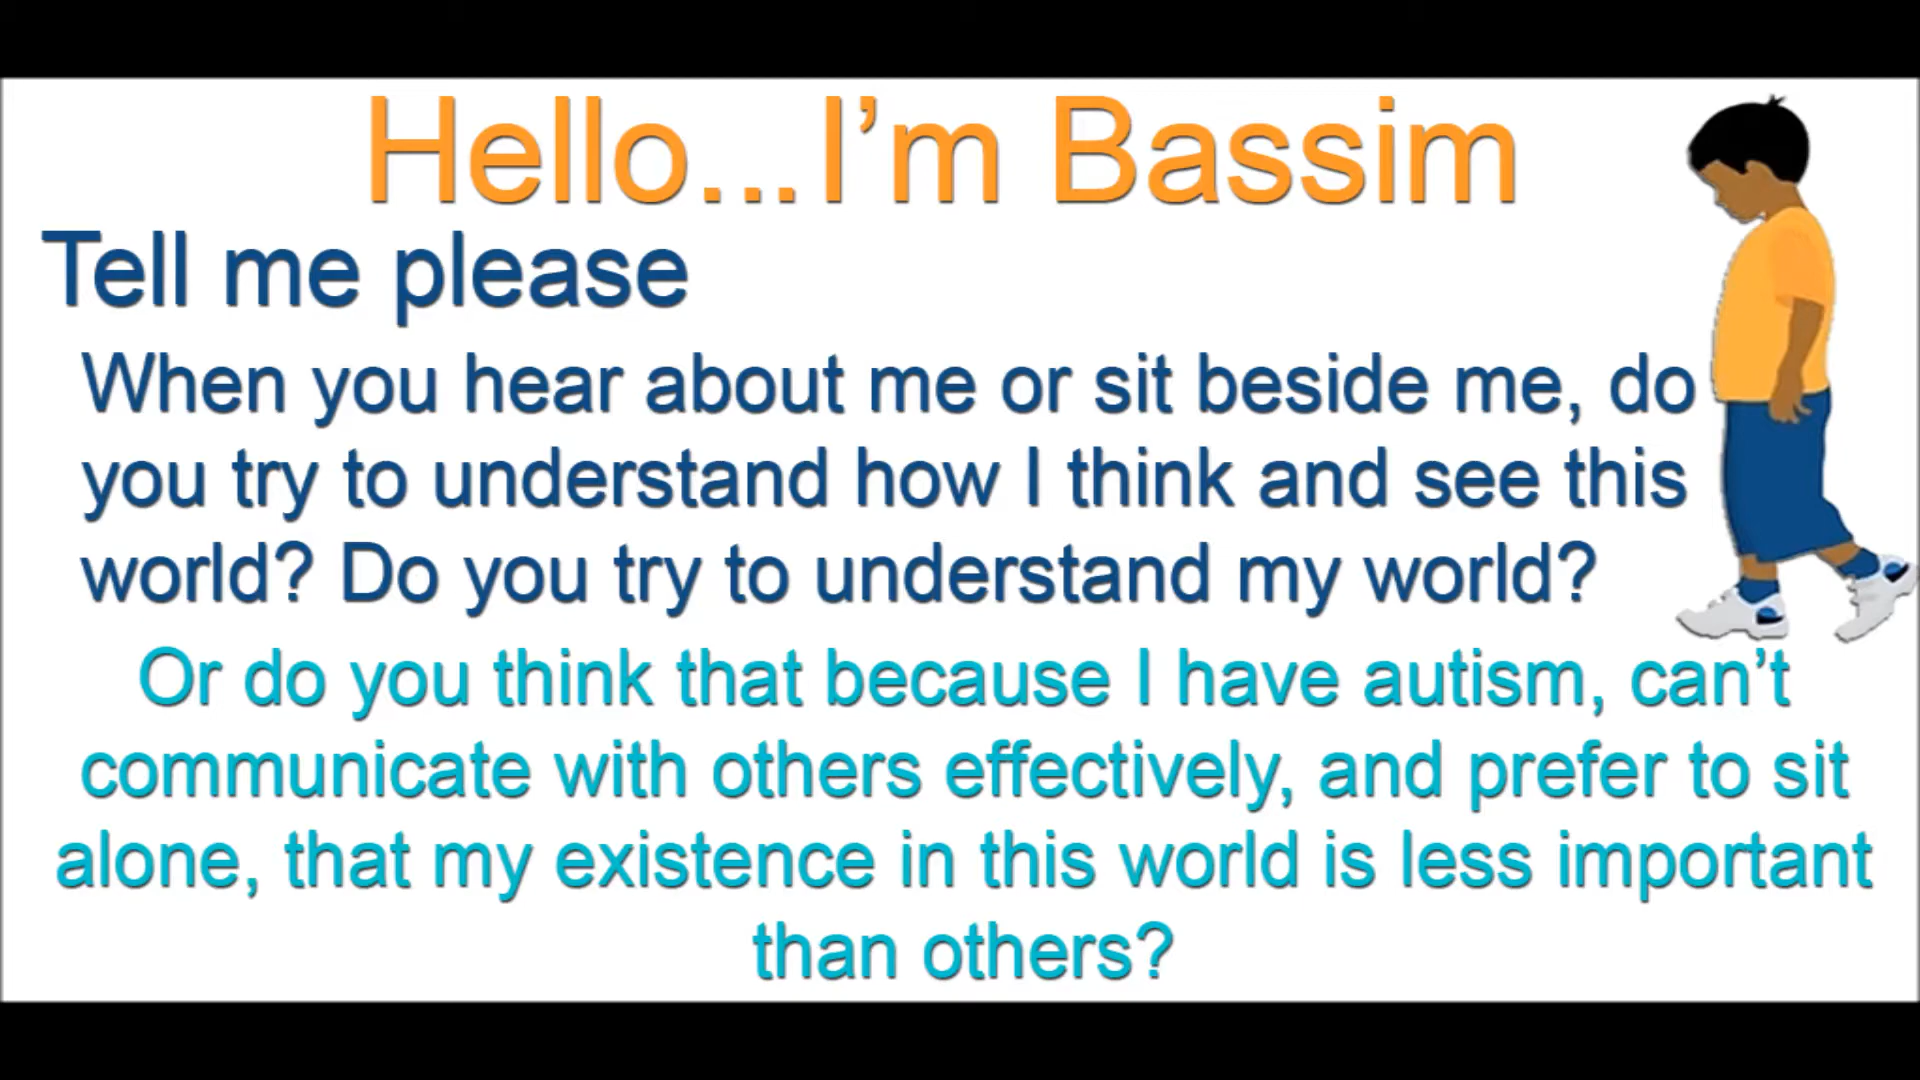 Hello...I’m Bassim
Tell me please
When you hear about me or sit beside me, do
you try to understand how I think and see this
world? Do you try to understand my world?
Or do you think that because I have autism, can’t
communicate with others effectively, and prefer to sit
alone, that my existence in this world is less important
than others?